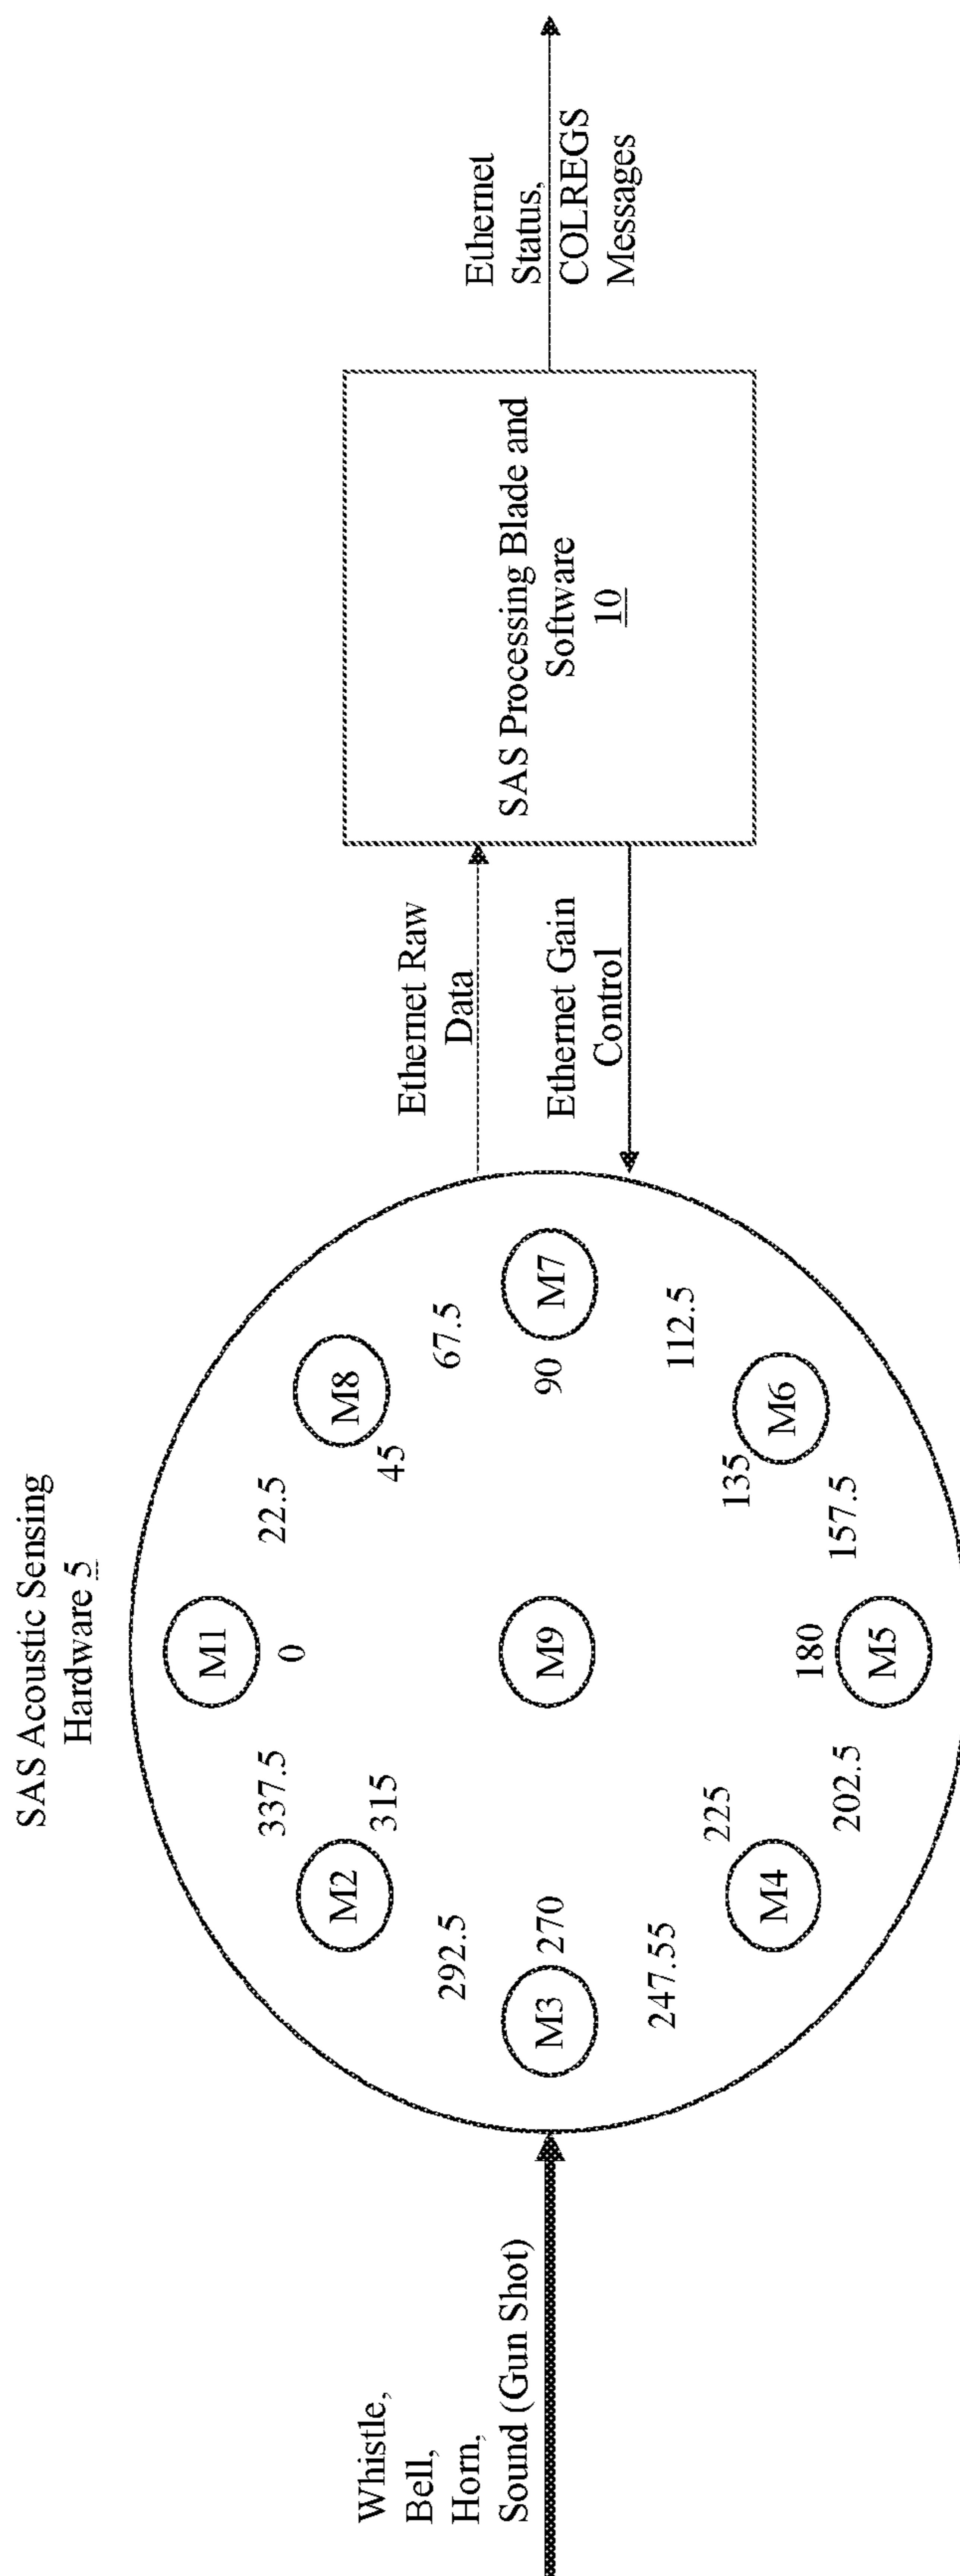 SAS Acoustic Sensing
Hardware 5
Whistle,
Bell,
Horn,
Sound (Gun Shot)
M1
0
337.5
22.5
M2
315
M8
45
292.5
67.5
M3
270
M9
90
M7
247.55
112.5
225
M4
135
M6
202.5
180
157.5
M5
Ethernet Raw
Data
Ethernet Gain
Control
SAS Processing Blade and
Software
10
Ethernet
Status,
COLREGS
Messages